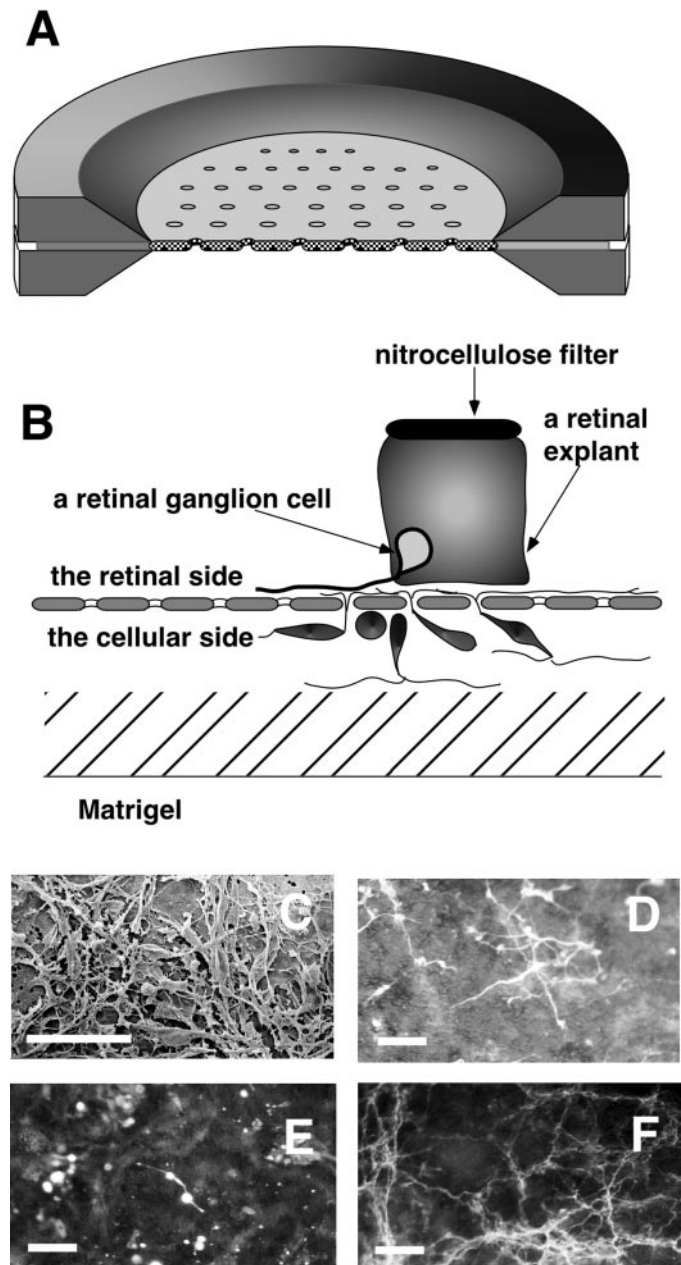 A
nitrocellulose filter
B
a retinal
explant
a retinal ganglion cell
the retinal side
the cellular side
Matrigel
C
D
E
F